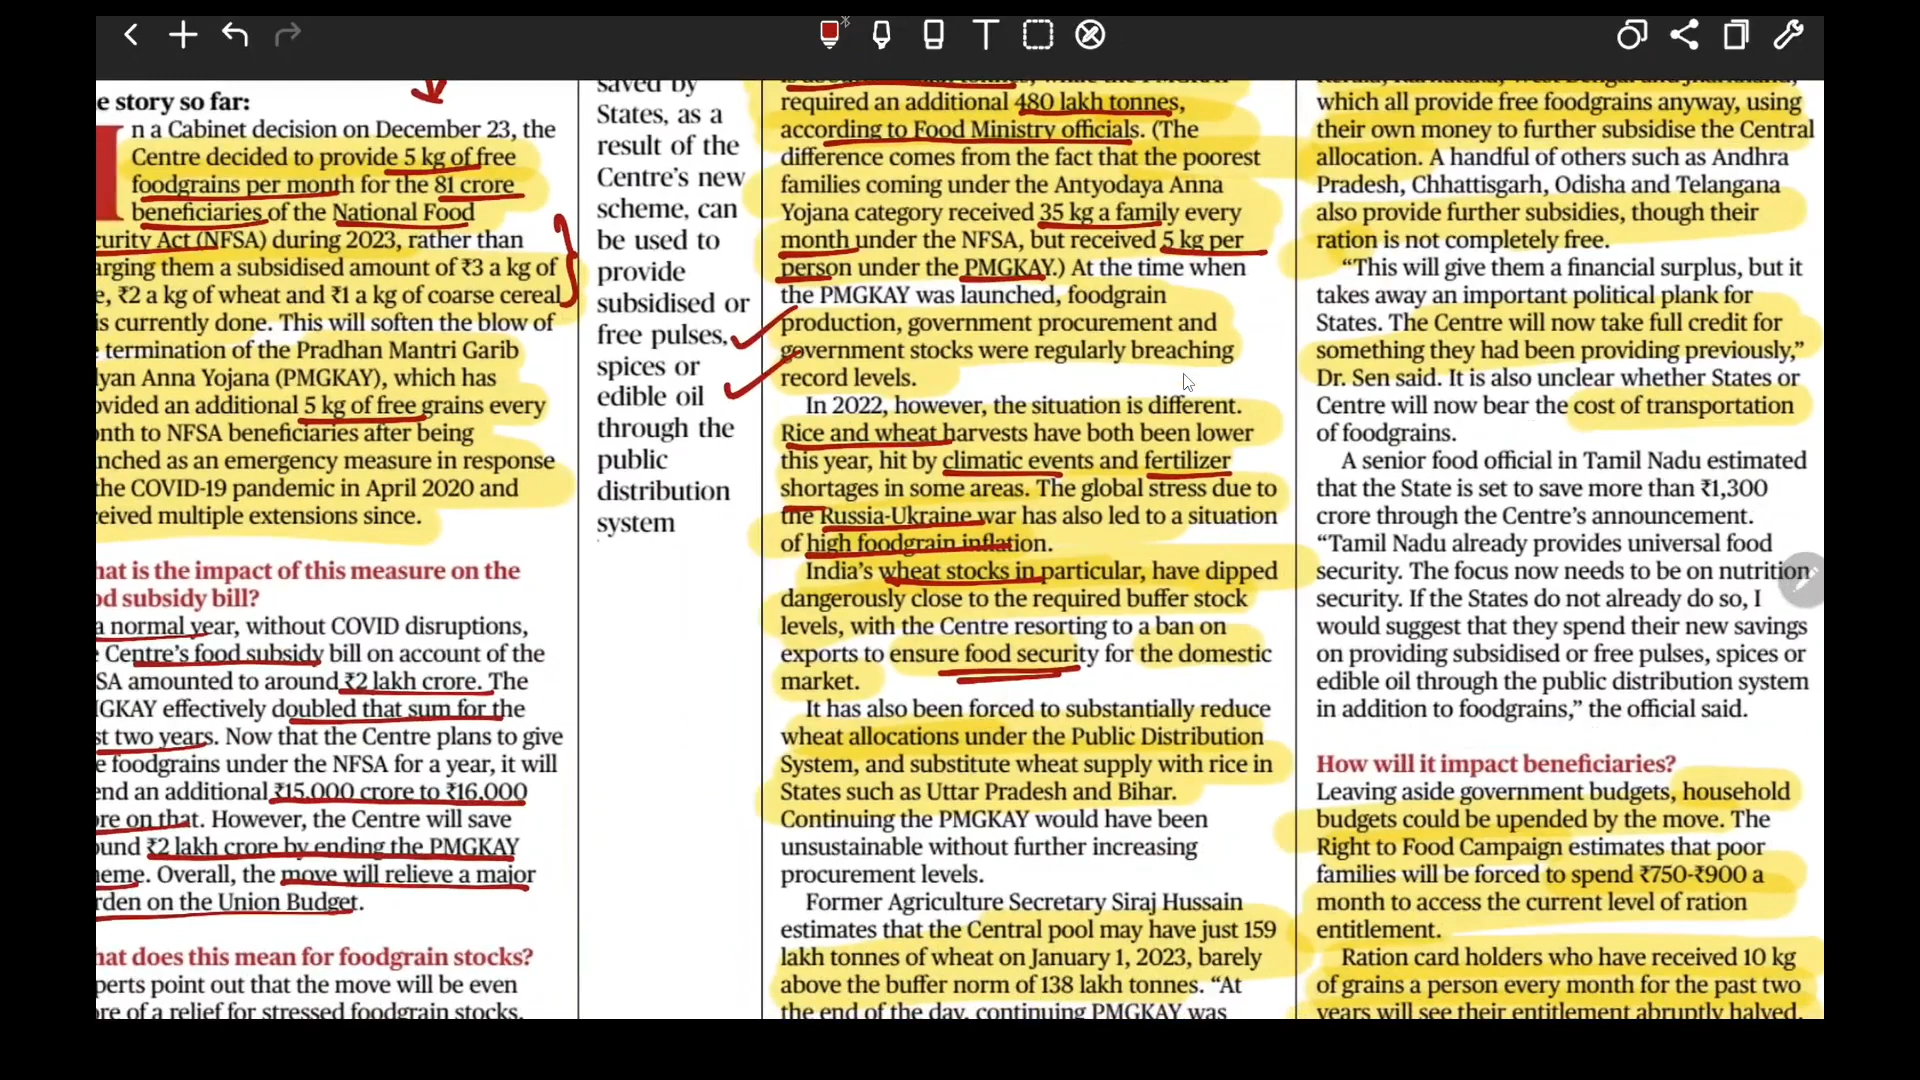 e story so far:
n a Cabinet decision on December 23, the
Centre decided to provide 5 kg of free
foodgrains per month for the 81 crore
beneficiaries of the National Food
curity Act (NFSA) during 2023, rather than
arging them a subsidised amount of ₹3 a kg of
e, ₹2 a kg of wheat and ₹1 a kg of coarse cereal
is currently done. This will soften the blow of
termination of the Pradhan Mantri Garib
lyan Anna Yojana (PMGKAY), which has
ovided an additional 5 kg of free grains every
onth to NFSA beneficiaries after being
nched as an emergency measure in response
the COVID-19 pandemic in April 2020 and
ceived multiple extensions since.
hat is the impact of this measure on the
od subsidy bill?
a normal year, without COVID disruptions,
Centre's food subsidy bill on account of the
SA amounted to around ₹2 lakh crore. The
GKAY effectively doubled that sum for the
st two years. Now that the Centre plans to give
e foodgrains under the NFSA for a year, it will
end an additional ₹15,000 crore to ₹16,000
ore on that. However, the Centre will save
und ₹2 lakh crore by ending the PMGKAY
heme. Overall, the move will relieve a major
rden on the Union Budget.
hat does this mean for foodgrain stocks?
perts point out that the move will be even
ore of a relief for stressed foodgrain stocks.
saved by
States, as a
result of the
Centre's new
scheme, can
be used to
provide
subsidised or
free pulses,
spices or
edible oil
through the
public
distribution
system
required an additional 480 lakh tonnes,
according to Food Ministry officials. (The
difference comes from the fact that the poorest
families coming under the Antyodaya Anna
Yojana category received 35 kg a family every
month under the NFSA, but received 5 kg per
person under the PMGKAY.) At the time when
the PMGKAY was launched, foodgrain
production, government procurement and
government stocks were regularly breaching
record levels.
In 2022, however, the situation is different.
Rice and wheat harvests have both been lower
this year, hit by climatic events and fertilizer
shortages in some areas. The global stress due to
the Russia-Ukraine war has also led to a situation
of high foodgrain inflation.
India's wheat stocks in particular, have dipped
dangerously close to the required buffer stock
levels, with the Centre resorting to a ban on
exports to ensure food security for the domestic
market.
It has also been forced to substantially reduce
wheat allocations under the Public Distribution
System, and substitute wheat supply with rice in
States such as Uttar Pradesh and Bihar.
Continuing the PMGKAY would have been
unsustainable without further increasing
procurement levels.
Former Agriculture Secretary Siraj Hussain
estimates that the Central pool may have just 159
lakh tonnes of wheat on January 1, 2023, barely
above the buffer norm of 138 lakh tonnes. “At
the end of the day, continuing PMGKAY was
Kerala, Karnataka, West Bengal and Jharkhand,
which all provide free foodgrains anyway, using
their own money to further subsidise the Central
allocation. A handful of others such as Andhra
Pradesh, Chhattisgarh, Odisha and Telangana
also provide further subsidies, though their
ration is not completely free.
“This will give them a financial surplus, but it
takes away an important political plank for
States. The Centre will now take full credit for
something they had been providing previously,”
Dr. Sen said. It is also unclear whether States or
Centre will now bear the cost of transportation
of foodgrains.
A senior food official in Tamil Nadu estimated
that the State is set to save more than ₹1,300
crore through the Centre's announcement.
“Tamil Nadu already provides universal food
security. The focus now needs to be on nutrition
security. If the States do not already do so, I
would suggest that they spend their new savings
on providing subsidised or free pulses, spices or
edible oil through the public distribution system
in addition to foodgrains,” the official said.
How will it impact beneficiaries?
Leaving aside government budgets, household
budgets could be upended by the move. The
Right to Food Campaign estimates that poor
families will be forced to spend ₹750-₹900 a
month to access the current level of ration
entitlement.
Ration card holders who have received 10 kg
of grains a person every month for the past two
years will see their entitlement abruptly halved.